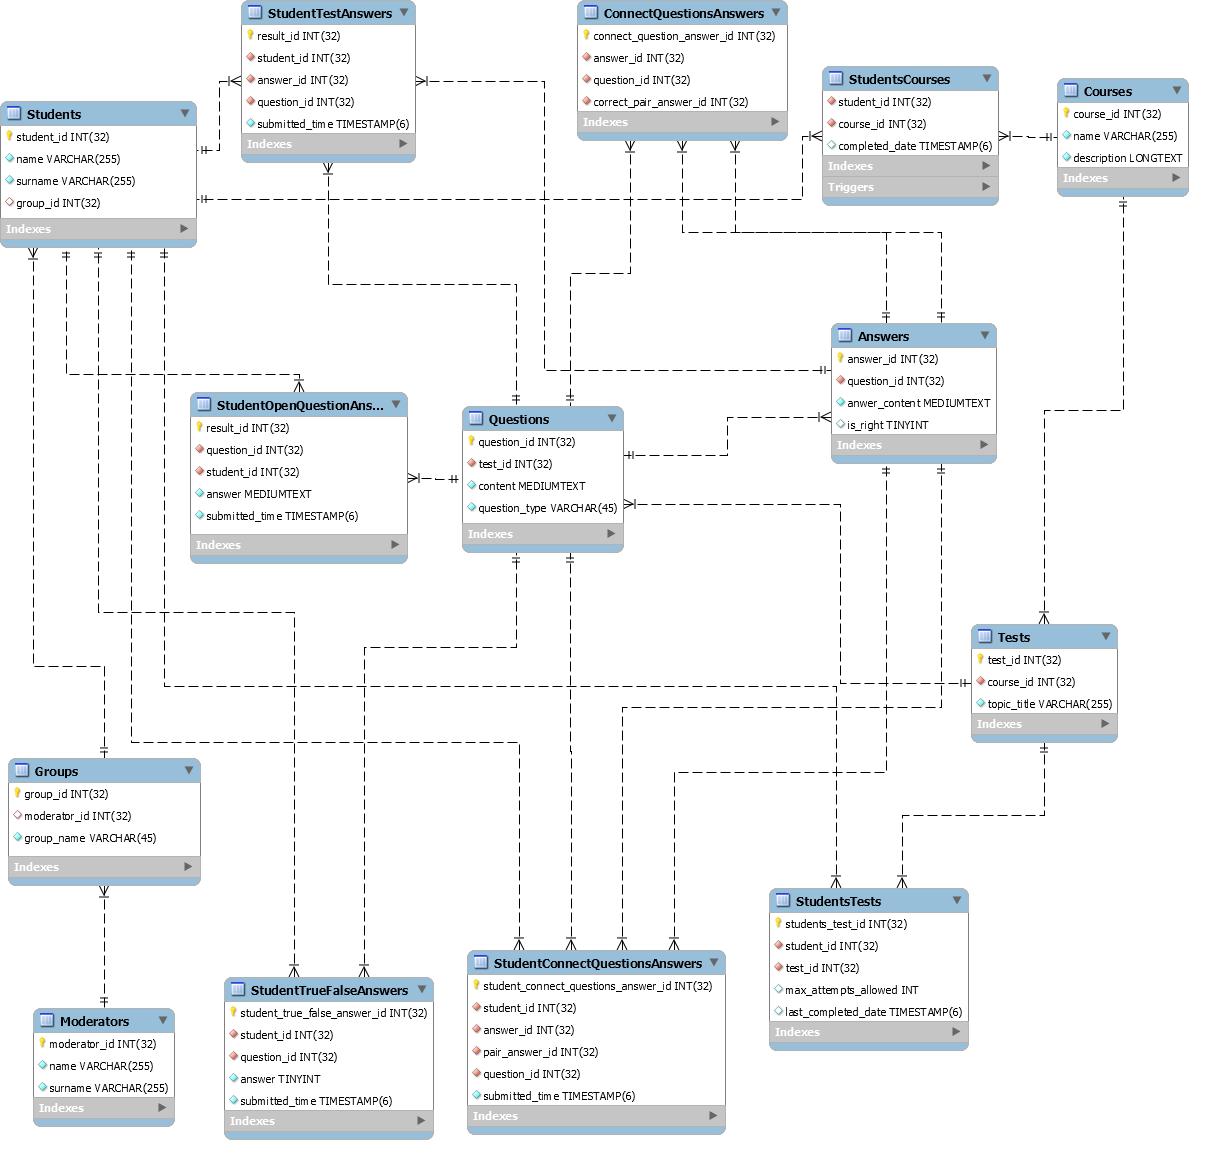 StudentTestAnswers
result_id INT(32)
student_id INT(32)
answer_id INT(32)
question_id INT(32)
submitted_time TIMESTAMP(6)
Indexes
ConnectQuestionsAnswers
connect_question_answer_id INT(32)
answer_id INT(32)
question_id INT(32)
correct_pair_answer_id INT(32)
Indexes
StudentsCourses
student_id INT(32)
course_id INT(32)
completed_date TIMESTAMP(6)
Indexes
Triggers
Courses
course_id INT(32)
name VARCHAR(255)
description LONGTEXT
Indexes
Students
student_id INT(32)
name VARCHAR(255)
surname VARCHAR(255)
group_id INT(32)
Indexes
Answers
answer_id INT(32)
question_id INT(32)
anwer_content MEDIUMTEXT
is_right TINYINT
Indexes
StudentOpenQuestionAns...
result_id INT(32)
question_id INT(32)
student_id INT(32)
answer MEDIUMTEXT
submitted_time TIMESTAMP(6)
Indexes
Questions
question_id INT(32)
test_id INT(32)
content MEDIUMTEXT
question_type VARCHAR(45)
Indexes
Tests
test_id INT(32)
course_id INT(32)
topic_title VARCHAR(255)
Indexes
Groups
group_id INT(32)
moderator_id INT(32)
group_name VARCHAR(45)
Indexes
StudentsTests
students_test_id INT(32)
student_id INT(32)
test_id INT(32)
max_attempts_allowed INT
last_completed_date TIMESTAMP(6)
Indexes
StudentConnectQuestionsAnswers
student_connect_questions_answer_id INT(32)
student_id INT(32)
answer_id INT(32)
pair_answer_id INT(32)
question_id INT(32)
submitted_time TIMESTAMP(6)
Indexes
StudentTrueFalseAnswers
student_true_false_answer_id INT(32)
student_id INT(32)
question_id INT(32)
answer TINYINT
submitted_time TIMESTAMP(6)
Indexes
Moderators
moderator_id INT(32)
name VARCHAR(255)
surname VARCHAR(255)
Indexes